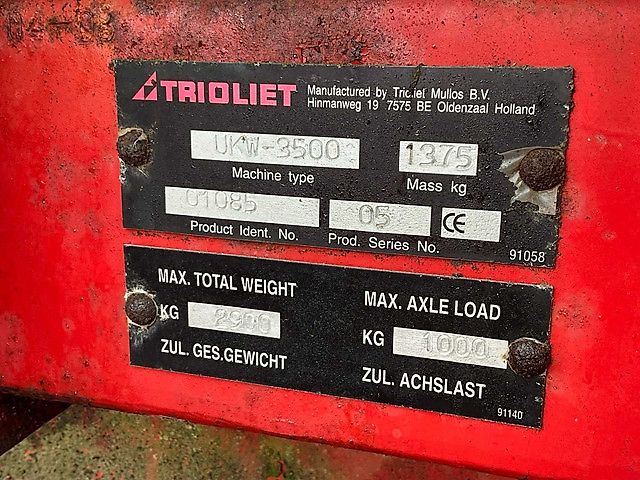 TRIOLIET
Manufactured by Trioliet Mullos B.V.
Hinmanweg 19 7575 BE Oldenzaal Holland
UKW-3500
1375
Machine type
Mass kg
01085
05
CE
Product Ident. No.
Prod. Series No.
91058
MAX. TOTAL WEIGHT
MAX. AXLE LOAD
KG 2900
KG 1000
ZUL. GES.GEWICHT
ZUL. ACHSLAST
91140